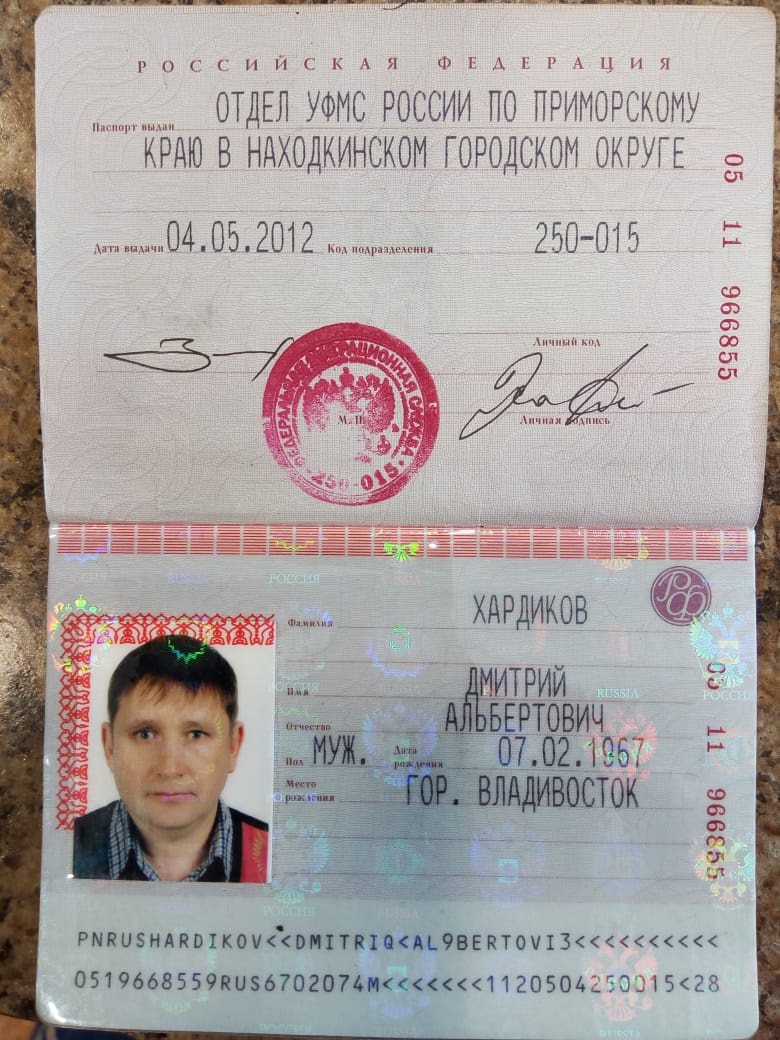 РОССИЙСКАЯ ФЕДЕРАЦИЯ
Паспорт выдан ОТДЕЛ УФМС РОССИИ ПО ПРИМОРСКОМУ
КРАЮ В НАХОДКИНСКОМ ГОРОДСКОМ ОКРУГЕ
Дата выдачи 04.05.2012 Код подразделения 250-015
05 11 966855
Личный код
М.П.
Личная подпись
ФЕДЕРАЛЬНАЯ МИГРАЦИОННАЯ СЛУЖБА
250-015
РОССИЯ
РФ
Фамилия ХАРДИКОВ
Имя ДМИТРИЙ
Отчество АЛЬБЕРТОВИЧ
Пол МУЖ. Дата рождения 07.02.1967
Место рождения ГОР. ВЛАДИВОСТОК
RUSSIA
РОССИЯ
05 11 966855
PNRUSHARDIKOV<<DMITRIQ<AL9BERTOVI3<<<<<<<<<<
0519668559RUS6702074M<<<<<<<1120504250015<28